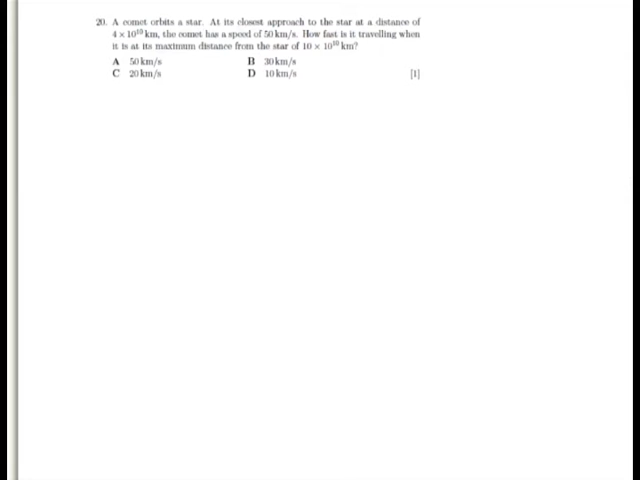 20. A comet orbits a star. At its closest approach to the star at a distance of
4 × 10¹⁰ km, the comet has a speed of 50 km/s. How fast is it travelling when
it is at its maximum distance from the star of 10 × 10¹⁰ km?
A 50 km/s B 30 km/s
C 20 km/s D 10 km/s [1]